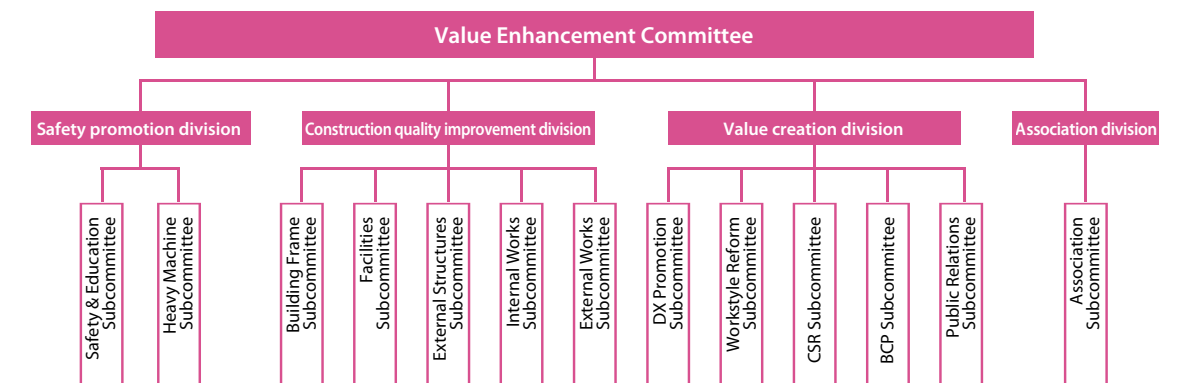 Value Enhancement Committee
Safety promotion division
Construction quality improvement division
Value creation division
Association division
Safety & Education
Subcommittee
Heavy Machine
Subcommittee
Building Frame
Subcommittee
Facilities
Subcommittee
External Structures
Subcommittee
Internal Works
Subcommittee
External Works
Subcommittee
DX Promotion
Subcommittee
Workstyle Reform
Subcommittee
CSR Subcommittee
BCP Subcommittee
Public Relations
Subcommittee
Association
Subcommittee